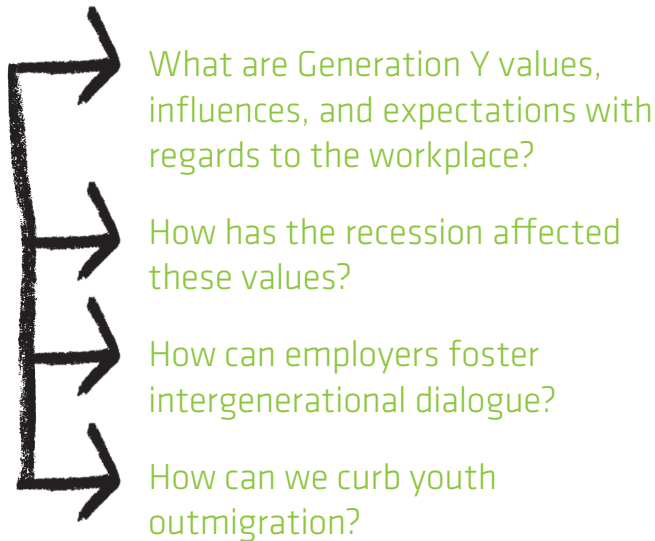 What are Generation Y values,
influences, and expectations with
regards to the workplace?
How has the recession affected
these values?
How can employers foster
intergenerational dialogue?
How can we curb youth
outmigration?